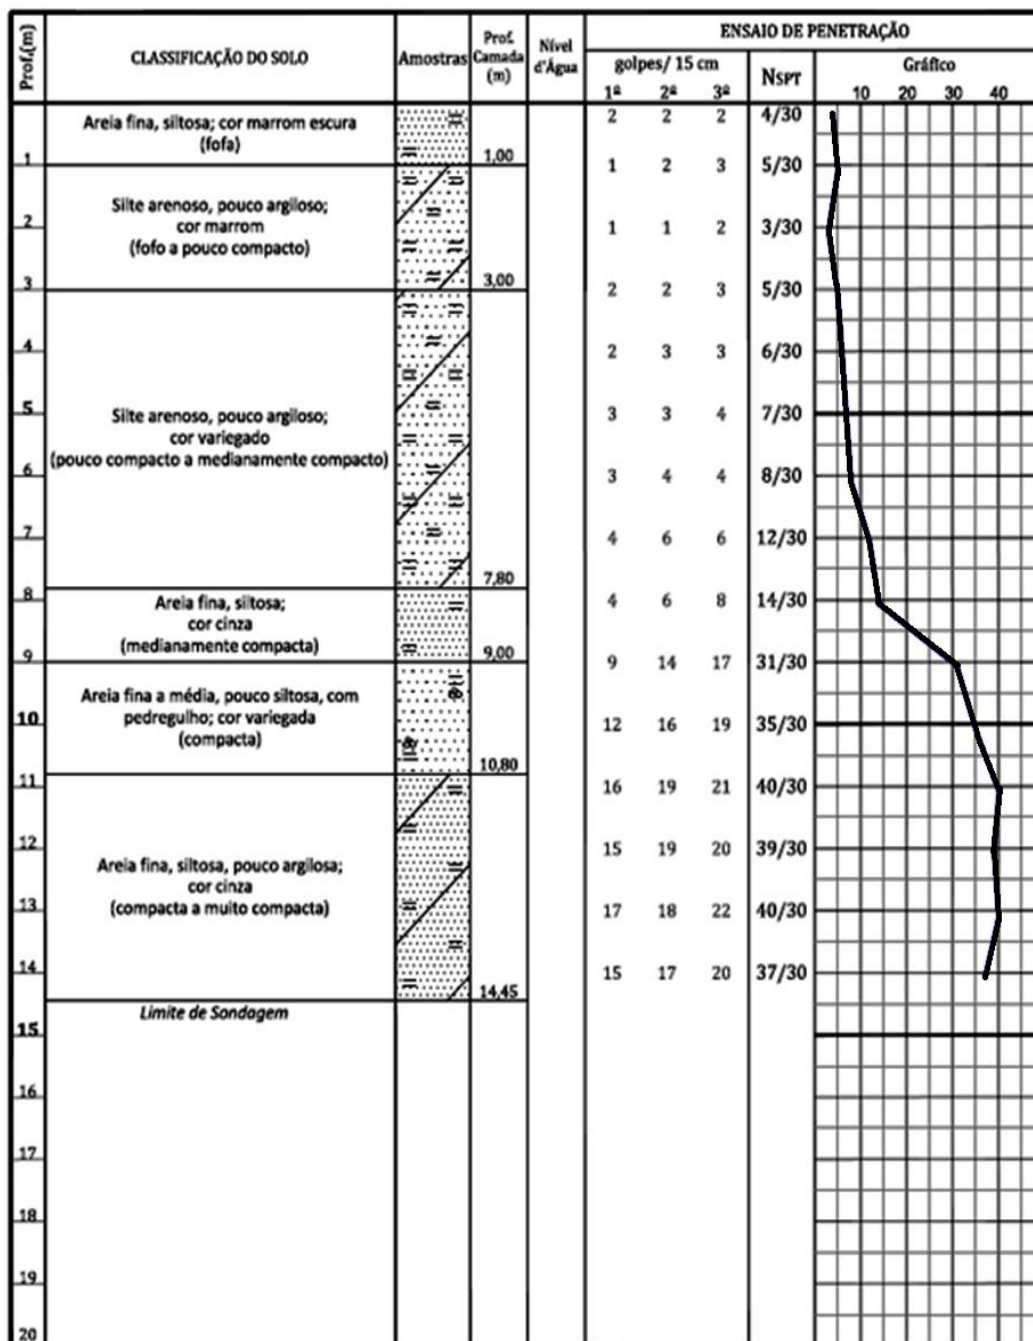 Prof.(m)
CLASSIFICAÇÃO DO SOLO
Amostras
Prof.
Camada
(m)
Nível
d'Água
ENSAIO DE PENETRAÇÃO
golpes/ 15 cm
1ª 2ª 3ª
NSPT
Gráfico
10 20 30 40
Areia fina, siltosa; cor marrom escura
(fofa)
2 2 2 4/30
1
1,00
1 2 3 5/30
Silte arenoso, pouco argiloso;
cor marrom
(fofo a pouco compacto)
2
1 1 2 3/30
3
3,00
2 2 3 5/30
4
2 3 3 6/30
Silte arenoso, pouco argiloso;
cor variegado
(pouco compacto a medianamente compacto)
5
3 3 4 7/30
6
3 4 4 8/30
7
4 6 6 12/30
7,80
8
4 6 8 14/30
Areia fina, siltosa;
cor cinza
(medianamente compacta)
9
9,00
9 14 17 31/30
Areia fina a média, pouco siltosa, com
pedregulho; cor variegada
(compacta)
10
12 16 19 35/30
10,80
11
16 19 21 40/30
12
15 19 20 39/30
Areia fina, siltosa, pouco argilosa;
cor cinza
(compacta a muito compacta)
13
17 18 22 40/30
14
15 17 20 37/30
14,45
Limite de Sondagem
15
16
17
18
19
20